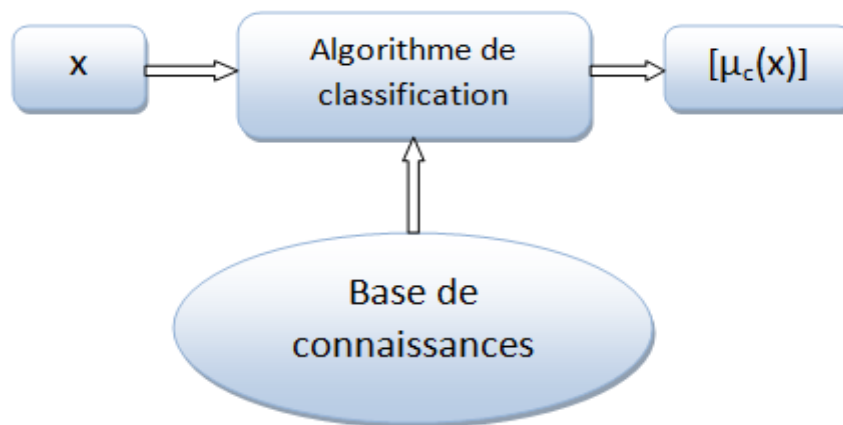 x
Algorithme de
classification
[μc(x)]
Base de
connaissances